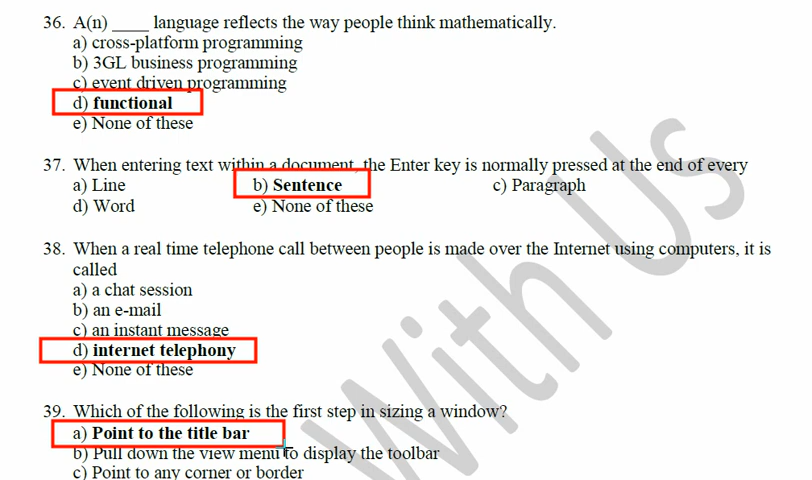 36. A(n) ____ language reflects the way people think mathematically.
a) cross-platform programming
b) 3GL business programming
c) event driven programming
d) functional
e) None of these
37. When entering text within a document, the Enter key is normally pressed at the end of every
a) Line b) Sentence c) Paragraph
d) Word e) None of these
38. When a real time telephone call between people is made over the Internet using computers, it is
called
a) a chat session
b) an e-mail
c) an instant message
d) internet telephony
e) None of these
39. Which of the following is the first step in sizing a window?
a) Point to the title bar
b) Pull down the view menu to display the toolbar
c) Point to any corner or border
With Us